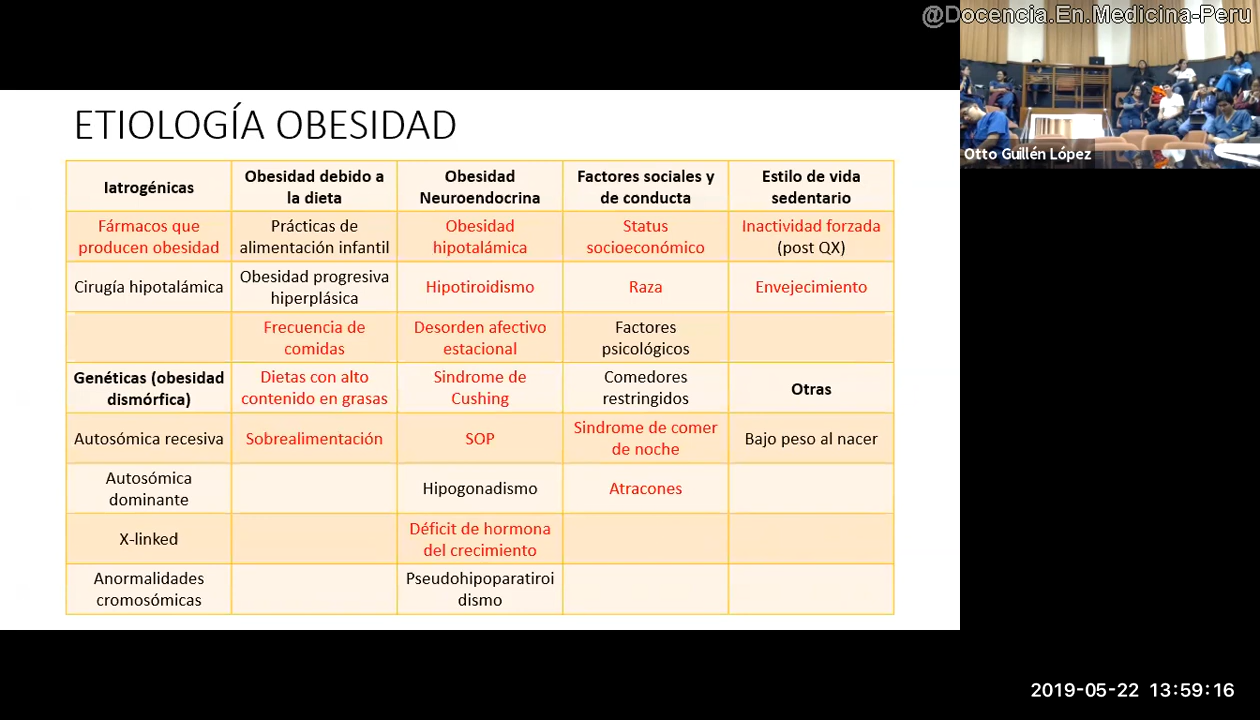 @Docencia.En.Medicina-Peru
Otto Guillén López
ETIOLOGÍA OBESIDAD
Iatrogénicas
Obesidad debido a
la dieta
Obesidad
Neuroendocrina
Factores sociales y
de conducta
Estilo de vida
sedentario
Fármacos que
producen obesidad
Prácticas de
alimentación infantil
Obesidad
hipotalámica
Status
socioeconómico
Inactividad forzada
(post QX)
Cirugía hipotalámica
Obesidad progresiva
hiperplásica
Hipotiroidismo
Raza
Envejecimiento
Frecuencia de
comidas
Desorden afectivo
estacional
Factores
psicológicos
Genéticas (obesidad
dismórfica)
Dietas con alto
contenido en grasas
Sindrome de
Cushing
Comedores
restringidos
Otras
Autosómica recesiva
Sobrealimentación
SOP
Sindrome de comer
de noche
Bajo peso al nacer
Autosómica
dominante
Hipogonadismo
Atracones
X-linked
Déficit de hormona
del crecimiento
Anormalidades
cromosómicas
Pseudohipoparatiroi
dismo
2019-05-22 13:59:16